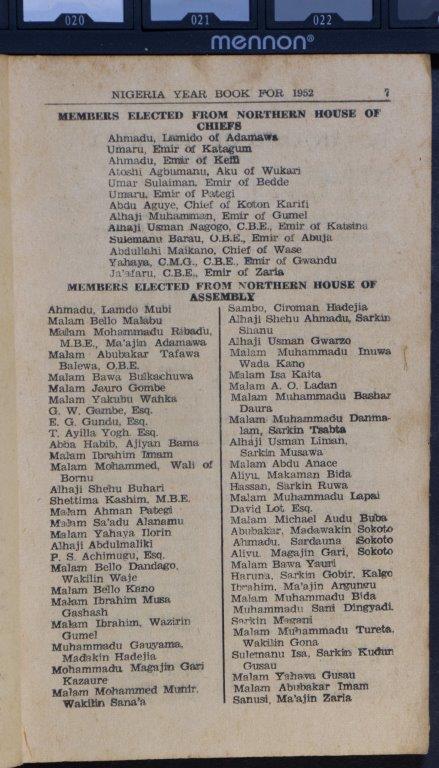 020 021 022
mennon®
NIGERIA YEAR BOOK FOR 1952 7
MEMBERS ELECTED FROM NORTHERN HOUSE OF
CHIEFS
Ahmadu, Lamido of Adamawa
Umaru, Emir of Katagum
Ahmadu, Emir of Keffi
Atoshi Agbumanu, Aku of Wukari
Umar Sulaiman, Emir of Bedde
Umaru, Emir of Pategi
Abdu Aguye, Chief of Koton Karifi
Alhaji Muhamman, Emir of Gumel
Alhaji Usman Nagogo, C.B.E., Emir of Katsina
Sulemanu Barau, O.B.E., Emir of Abuja
Abdullahi Maikano, Chief of Wase
Yahaya, C.M.G., C.B.E., Emir of Gwandu
Ja'afaru, C.B.E., Emir of Zaria
MEMBERS ELECTED FROM NORTHERN HOUSE OF
ASSEMBLY
Ahmadu, Lamdo Mubi
Malam Bello Malabu
Malam Mohammadu Ribadu,
M.B.E., Ma'ajin Adamawa
Malam Abubakar Tafawa
Balewa, O.B.E.
Malam Bawa Bulkachuwa
Malam Jauro Gombe
Malam Yakubu Wanka
G. W. Gambe, Esq.
E. G. Gundu, Esq.
T. Ayilla Yogh, Esq.
Abba Habib, Ajiyan Bama
Malam Ibrahim Imam
Malam Mohammed, Wali of
Bornu
Alhaji Shehu Buhari
Shettima Kashim, M.B.E.
Malam Ahman Pategi
Malam Sa'adu Alanamu
Malam Yahaya Ilorin
Alhaji Abdulmaliki
P. S. Achimugu, Esq.
Malam Bello Dandago,
Wakilin Waje
Malam Bello Kano
Malam Ibrahim Musa
Gashash
Malam Ibrahim, Wazirin
Gumel
Muhammadu Gauyama,
Madakin Hadejia
Mohammadu Magajin Gari
Kazaure
Malam Mohammed Munir,
Wakilin Sana'a
Sambo, Ciroman Hadejia
Alhaji Shehu Ahmadu, Sarkin
Shanu
Alhaji Usman Gwarzo
Malam Muhammadu Inuwa
Wada Kano
Malam Isa Kaita
Malam A. O. Ladan
Malam Muhammadu Bashar
Daura
Malam Muhammadu Danma-
lam, Sarkin Tsabta
Alhaji Usman Liman,
Sarkin Musawa
Malam Abdu Anace
Aliyu, Makaman Bida
Hassan, Sarkin Ruwa
Malam Muhammadu Lapai
David Lot, Esq.
Malam Michael Audu Buba
Abubakar, Madawakin Sokoto
Ahmadu, Sardauna Sokoto
Aliyu, Magajin Gari, Sokoto
Malam Bawa Yauri
Haruna, Sarkin Gobir, Kalgo
Ibrahim, Ma'ajin Argungu
Malam Muhammadu Bida
Muhammadu Sani Dingyadi,
Sarkin Magani
Malam Muhammadu Tureta,
Wakilin Gona
Sulemanu Isa, Sarkin Kudun
Gusau
Malam Yahaya Gusau
Malam Abubakar Imam
Sanusi, Ma'ajin Zaria